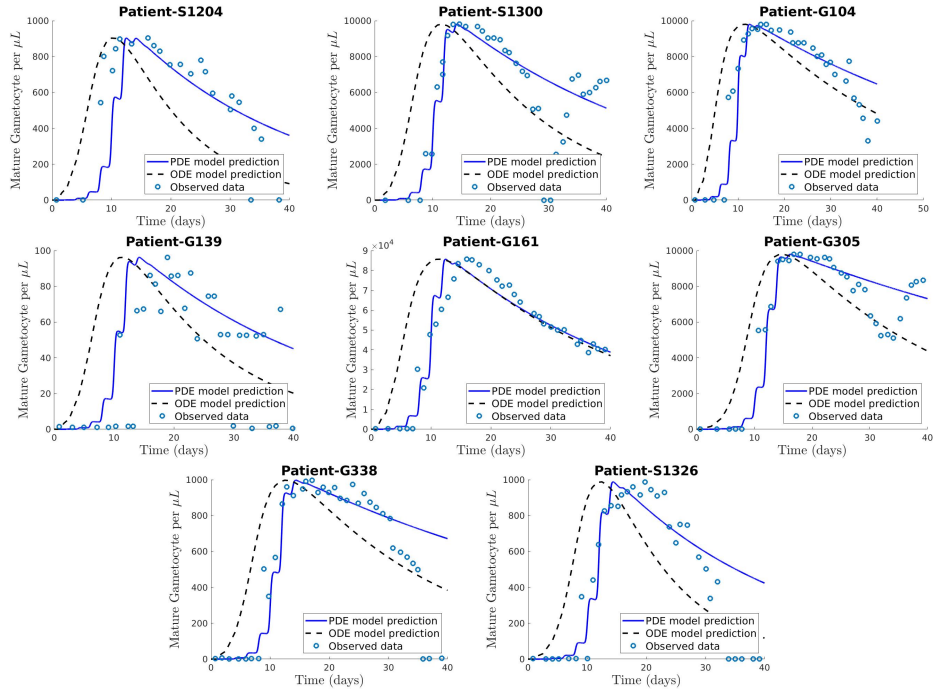 Patient-S1204
Mature Gametocyte per μL
1000
800
600
400
200
0
PDE model prediction
ODE model prediction
Observed data
0 10 20 30 40
Time (days)
Patient-S1300
Mature Gametocyte per μL
10000
8000
6000
4000
2000
0
PDE model prediction
ODE model prediction
Observed data
0 10 20 30 40
Time (days)
Patient-G104
Mature Gametocyte per μL
10000
8000
6000
4000
2000
0
PDE model prediction
ODE model prediction
Observed data
0 10 20 30 40 50
Time (days)
Patient-G139
Mature Gametocyte per μL
100
80
60
40
20
0
PDE model prediction
ODE model prediction
Observed data
0 10 20 30 40
Time (days)
Patient-G161
×10⁴
Mature Gametocyte per μL
9
8
7
6
5
4
3
2
1
0
PDE model prediction
ODE model prediction
Observed data
0 10 20 30 40
Time (days)
Patient-G305
Mature Gametocyte per μL
10000
8000
6000
4000
2000
0
PDE model prediction
ODE model prediction
Observed data
0 10 20 30 40
Time (days)
Patient-G338
Mature Gametocyte per μL
1000
800
600
400
200
0
PDE model prediction
ODE model prediction
Observed data
0 10 20 30 40
Time (days)
Patient-S1326
Mature Gametocyte per μL
1000
800
600
400
200
0
PDE model prediction
ODE model prediction
Observed data
0 10 20 30 40
Time (days)